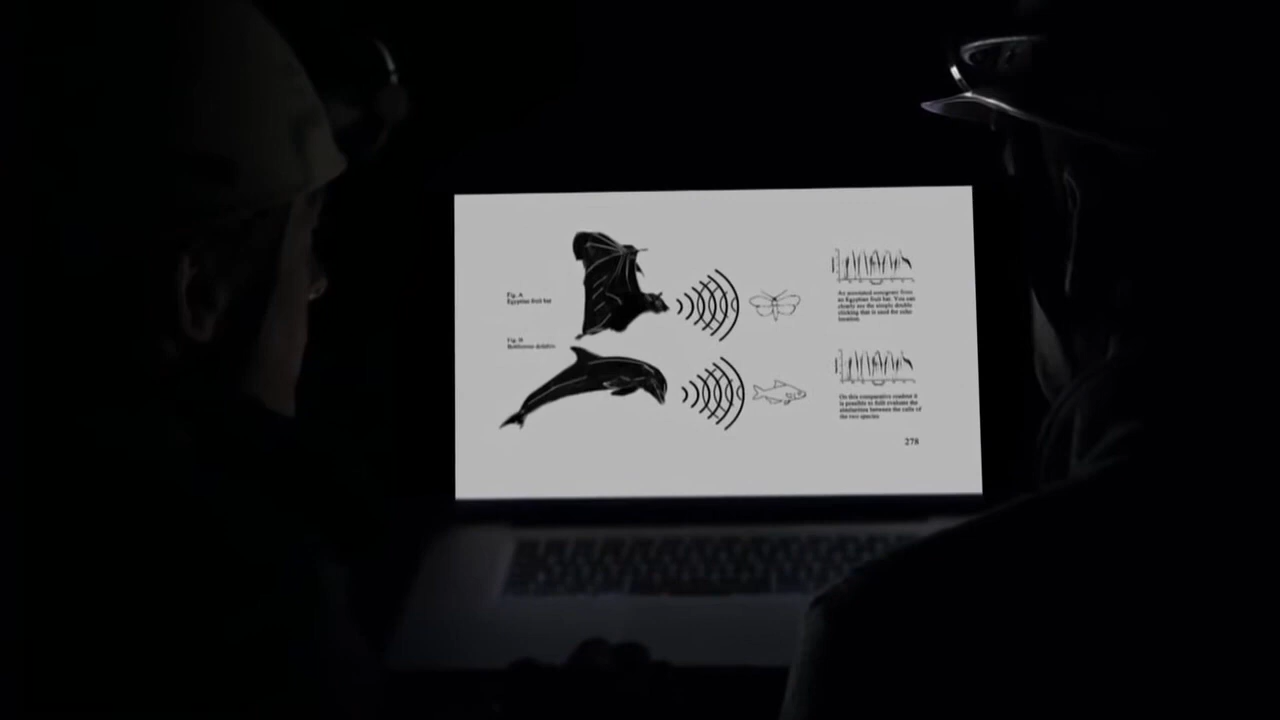 Fig. A
Egyptian fruit bat
Fig. B
Bottlenose dolphin
An annotated sonogram from
an Egyptian fruit bat. You can
clearly see the simple double
clicking that is used for echo
location.
On this comparative readout it
is possible to fully evaluate the
similarities between the calls of
the two species
278